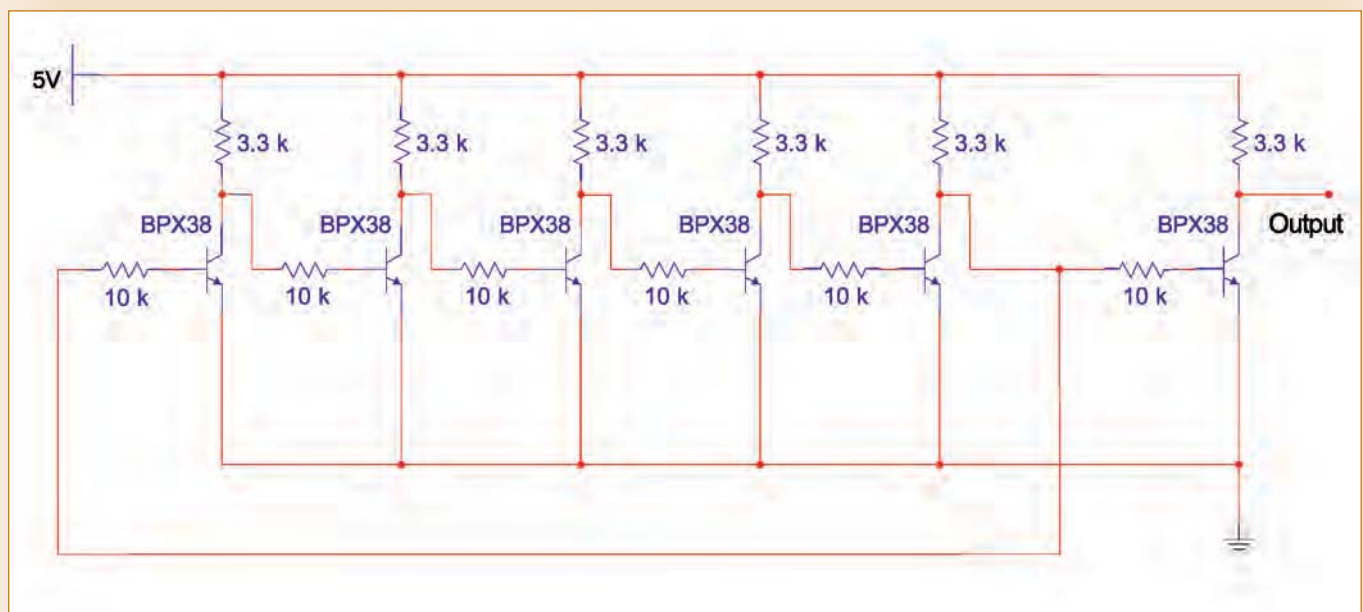 5V
3.3 k 3.3 k 3.3 k 3.3 k 3.3 k 3.3 k
BPX38 BPX38 BPX38 BPX38 BPX38 BPX38
Output
10 k 10 k 10 k 10 k 10 k 10 k